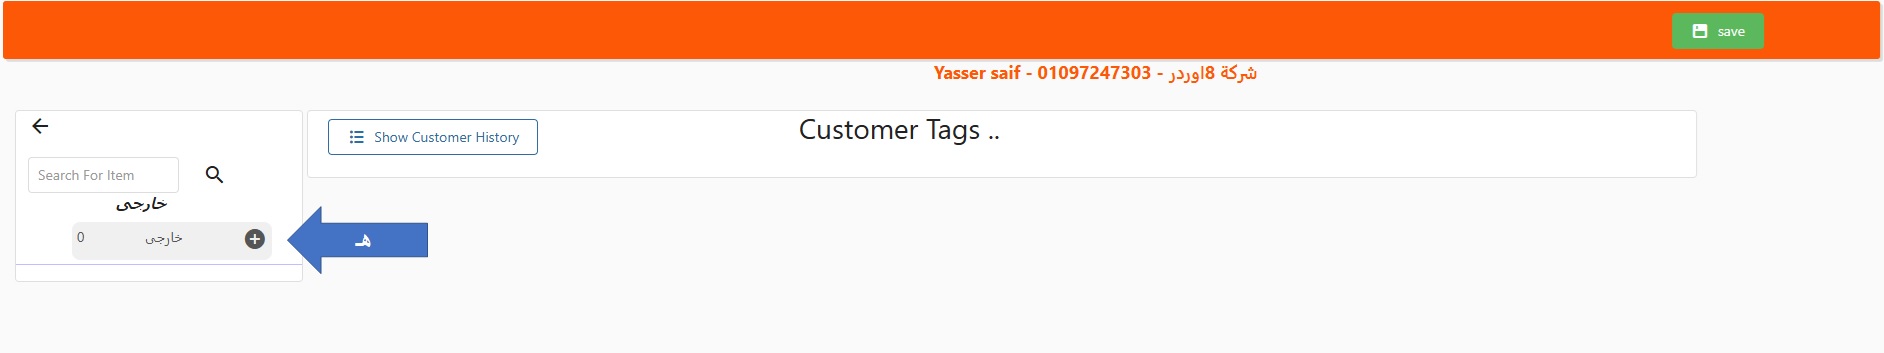 save
شركة 8اوردر - Yasser saif - 01097247303
Show Customer History
Customer Tags ..
Search For Item
خارجى
خارجى 0
هـ